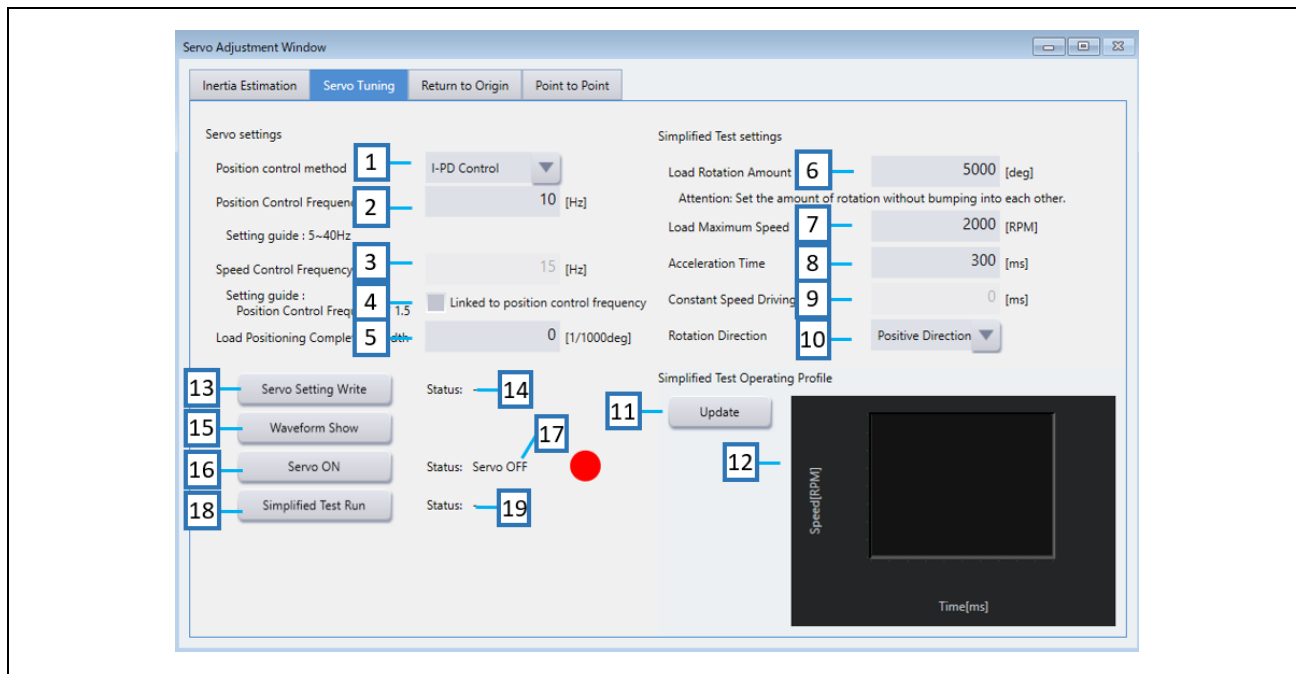 Servo Adjustment Window
Inertia Estimation Servo Tuning Return to Origin Point to Point
Servo settings
Position control method 1 I-PD Control
Position Control 2 10 [Hz]
Setting guide : 5~40Hz
Speed Control Frequency 3 15 [Hz]
Setting guide :
Position Control 4 1.5 Linked to position control frequency
Load Positioning 5 0 [1/1000deg]
13 Servo Setting Write Status: 14
15 Waveform Show
16 Servo ON Status: Servo OFF 17
18 Simplified Test Run Status: 19
Simplified Test settings
Load Rotation Amount 6 5000 [deg]
Attention: Set the amount of rotation without bumping into each other.
Load Maximum Speed 7 2000 [RPM]
Acceleration Time 8 300 [ms]
Constant Speed Driving 9 0 [ms]
Rotation Direction 10 Positive Direction
Simplified Test Operating Profile
11 Update
12
Speed[RPM]
Time[ms]